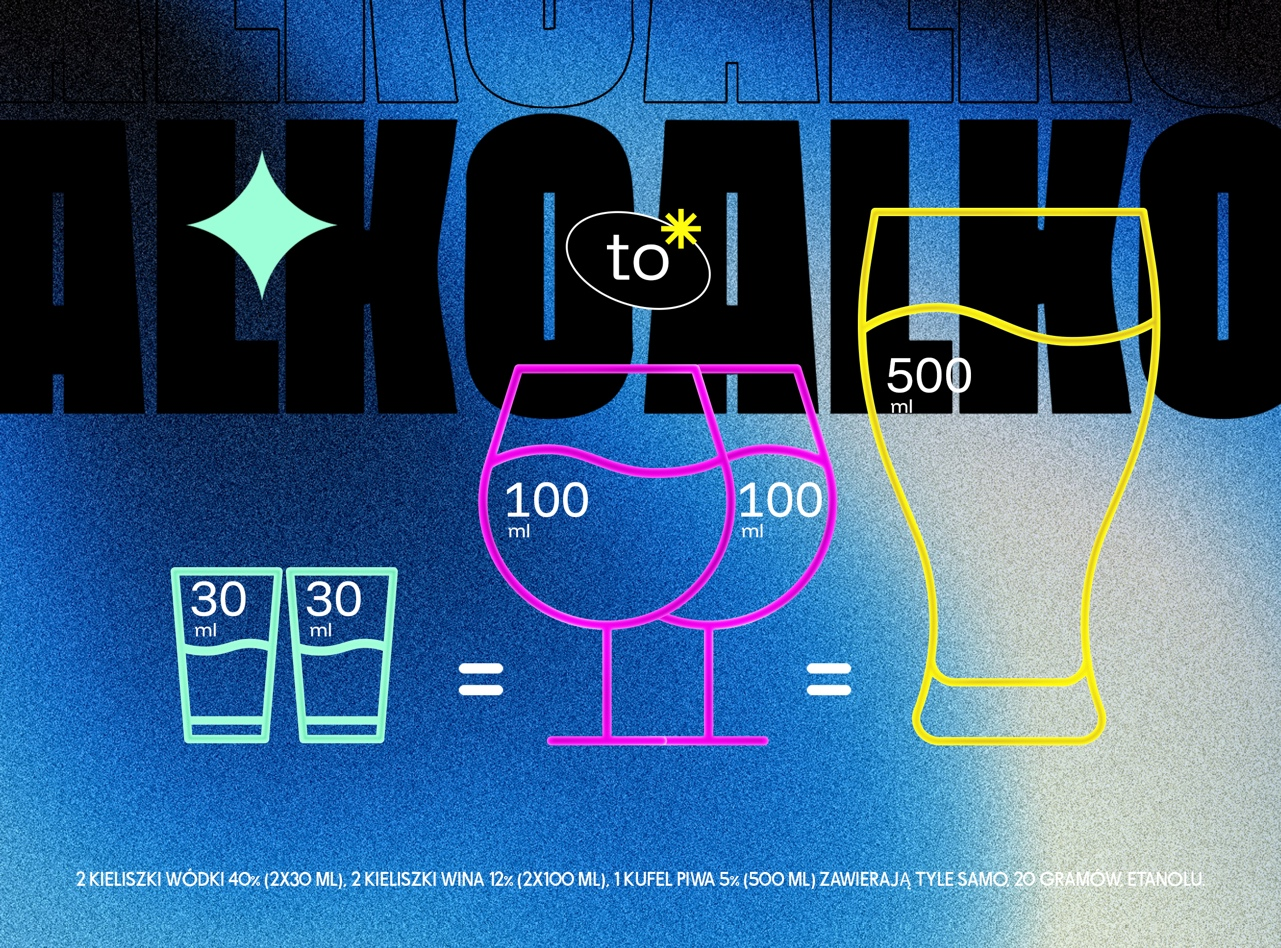 ALKOALKO
ALKOALKO
to
500
ml
100
ml
100
ml
30
ml
30
ml
=
=
2 KIELISZKI WÓDKI 40% (2X30 ML), 2 KIELISZKI WINA 12% (2X100 ML), 1 KUFEL PIWA 5% (500 ML) ZAWIERAJĄ TYLE SAMO, 20 GRAMÓW, ETANOLU.